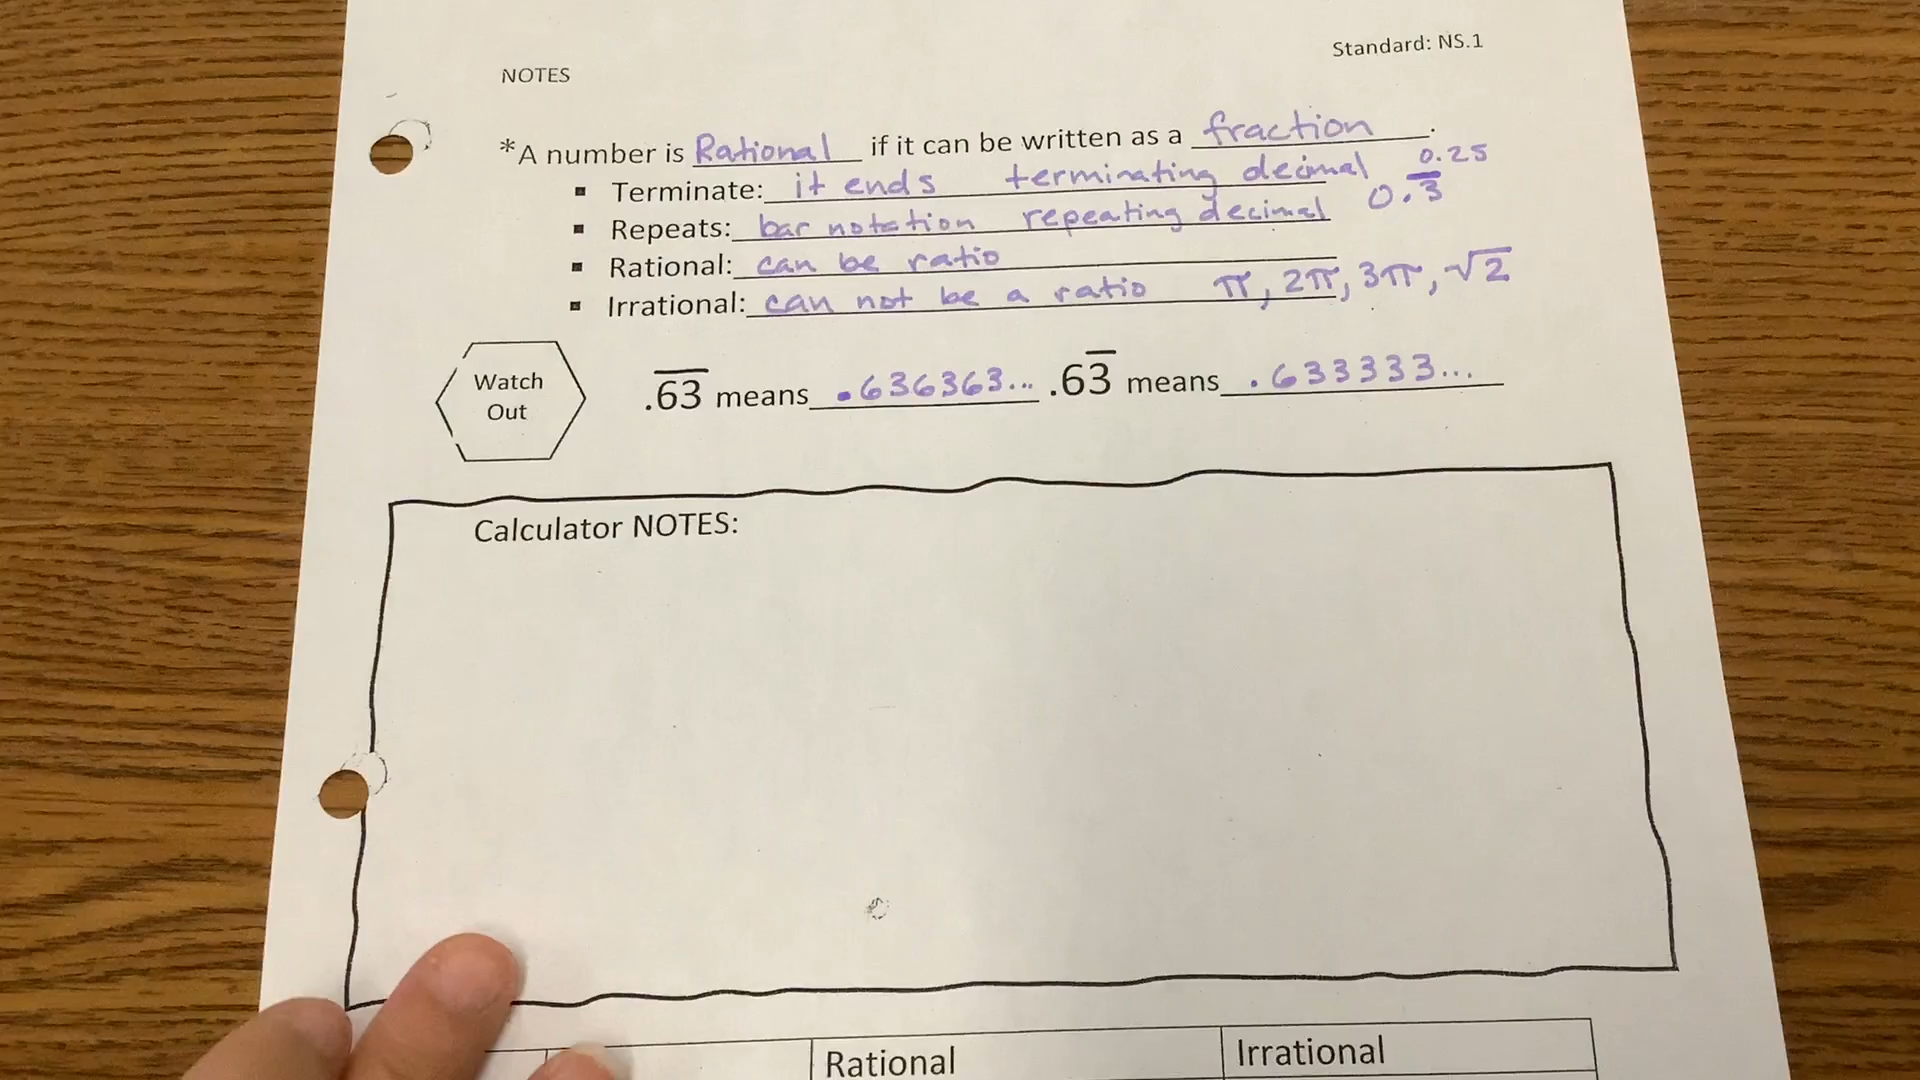 Standard: NS.1
NOTES
*A number is Rational if it can be written as a fraction.
▪ Terminate: it ends terminating decimal 0.25
▪ Repeats: bar notation repeating decimal 0.3̅
▪ Rational: can be ratio
▪ Irrational: can not be a ratio π, 2π, 3π, √2
Watch
Out
.6̅3̅ means .636363... .63̅ means .633333...
Calculator NOTES:
Rational Irrational